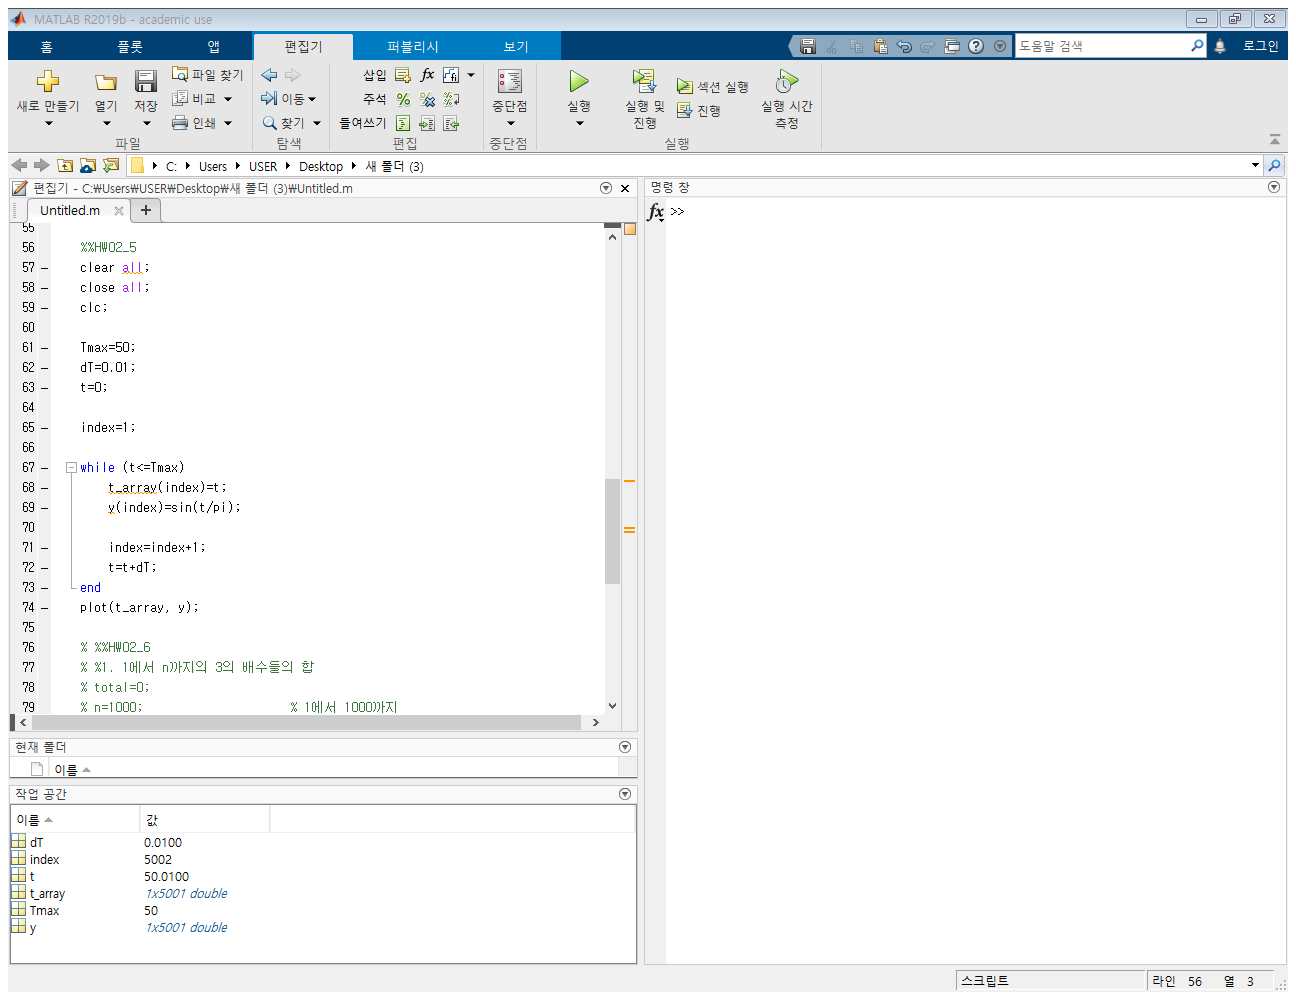 MATLAB R2019b - academic use
홈 플롯 앱 편집기 퍼블리시 보기 도움말 검색 로그인
새로 만들기 열기 저장 파일 찾기 비교 인쇄 이동 찾기 삽입 fx 주석 들여쓰기 중단점 실행 실행 및 진행 섹션 실행 진행 실행 시간 측정
파일 탐색 편집 중단점 실행
C: Users USER Desktop 새 폴더 (3)
편집기 - C:₩Users₩USER₩Desktop₩새 폴더 (3)₩Untitled.m
Untitled.m
55
56 %%HW02_5
57 – clear all;
58 – close all;
59 – clc;
60
61 – Tmax=50;
62 – dT=0.01;
63 – t=0;
64
65 – index=1;
66
67 – while (t<=Tmax)
68 – t_array(index)=t;
69 – y(index)=sin(t/pi);
70
71 – index=index+1;
72 – t=t+dT;
73 – end
74 – plot(t_array, y);
75
76 % %%HW02_6
77 % %1. 1에서 n까지의 3의 배수들의 합
78 % total=0;
79 % n=1000; % 1에서 1000까지
현재 폴더
이름
작업 공간
이름 값
dT 0.0100
index 5002
t 50.0100
t_array 1x5001 double
Tmax 50
y 1x5001 double
명령 창
fx >>
스크립트 라인 56 열 3